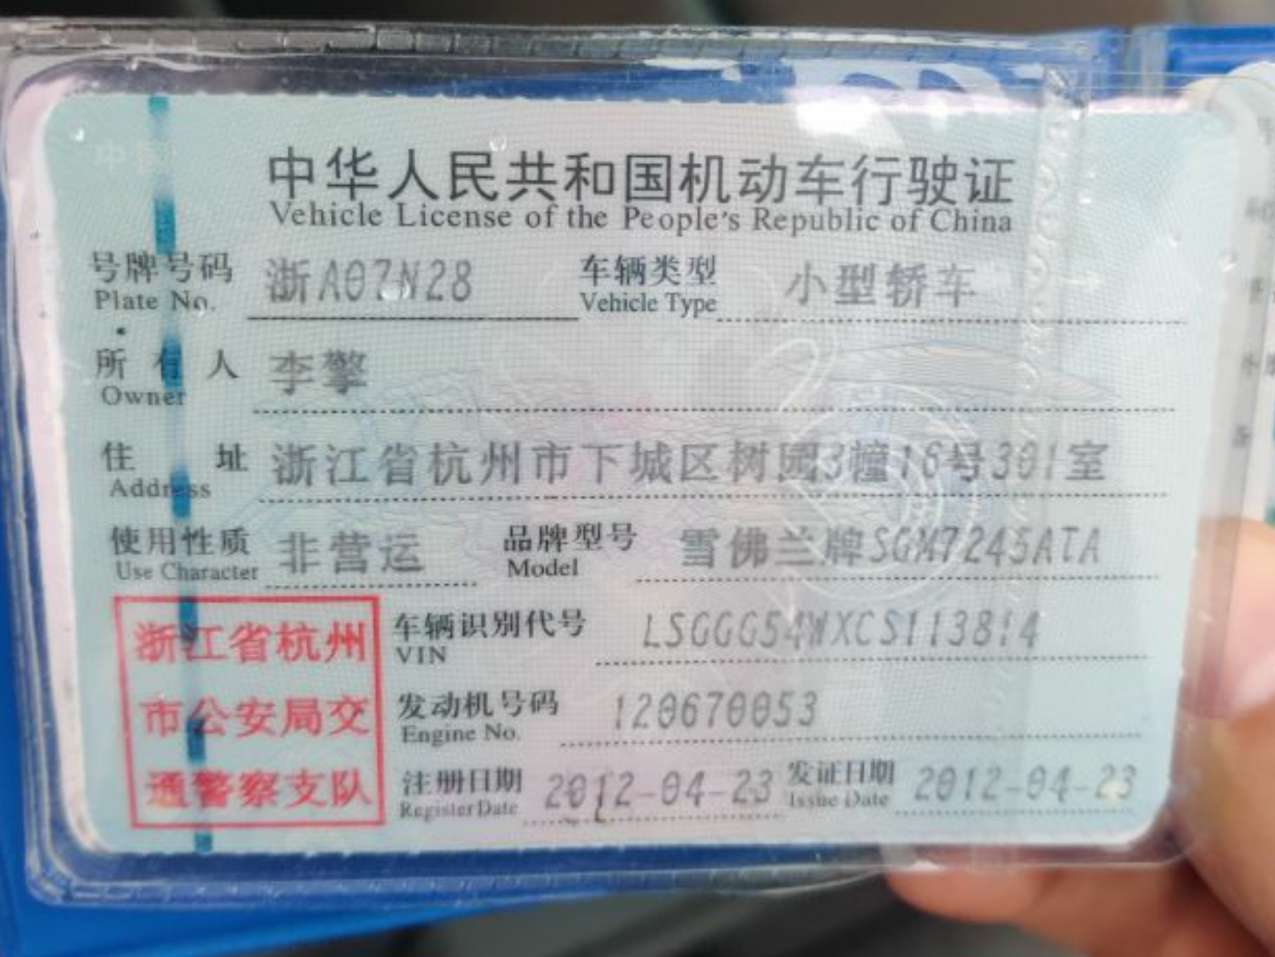 中华人民共和国机动车行驶证
Vehicle License of the People's Republic of China
号牌号码 浙A07N28 车辆类型 小型轿车
Plate No. Vehicle Type
所有人 李擎
Owner
住址 浙江省杭州市下城区树园3幢16号301室
Address
使用性质 非营运 品牌型号 雪佛兰牌SGM7245ATA
Use Character Model
浙江省杭州
市公安局交
通警察支队
车辆识别代号 LSGGG54WXCS113814
VIN
发动机号码 120670053
Engine No.
注册日期 2012-04-23 发证日期 2012-04-23
Register Date Issue Date